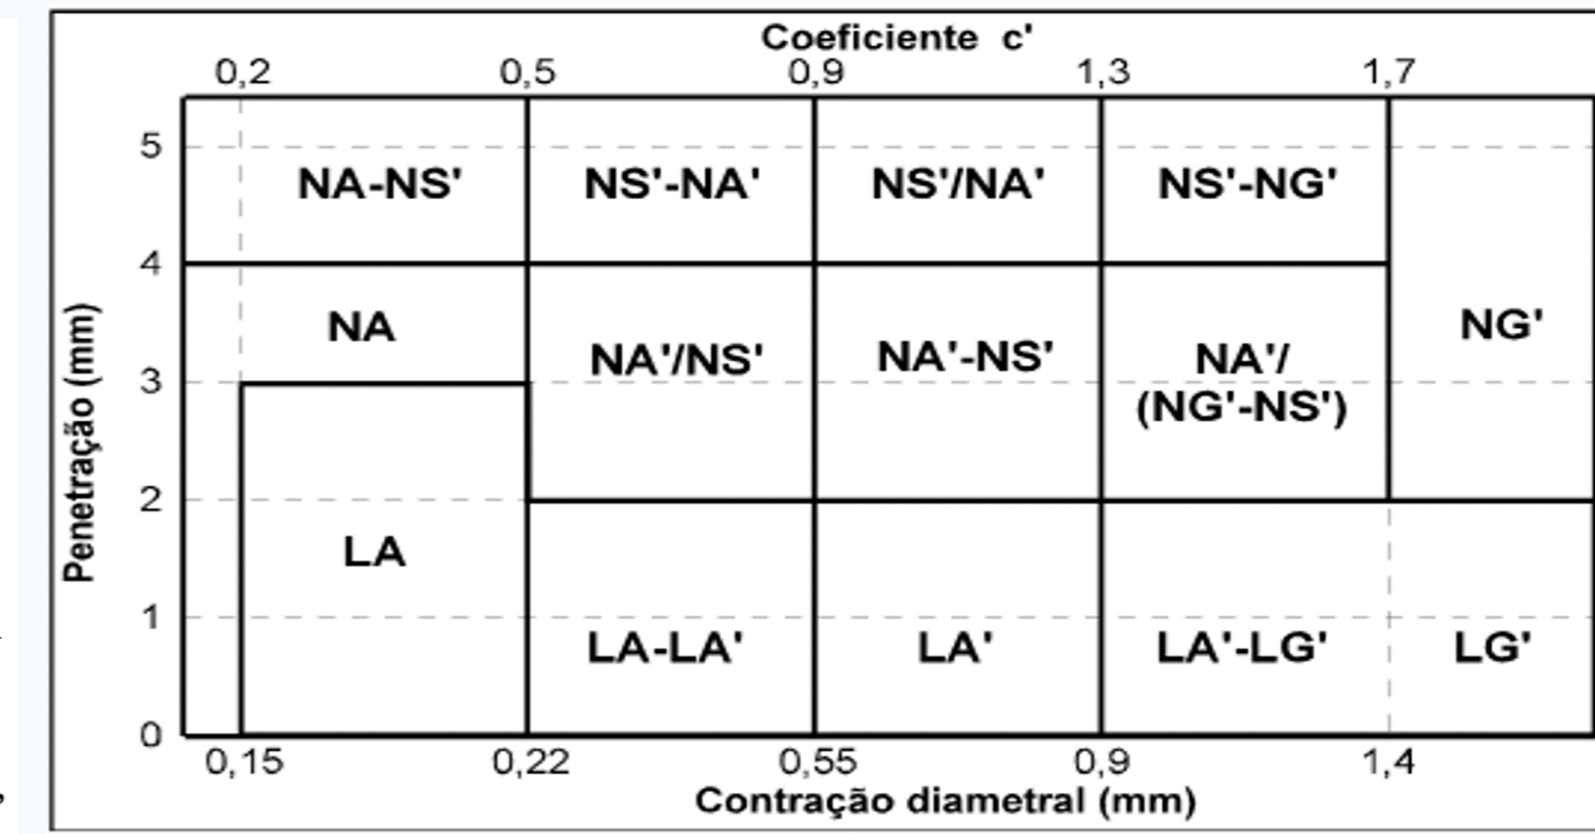 Coeficiente c'
0,2 0,5 0,9 1,3 1,7
5
NA-NS' NS'-NA' NS'/NA' NS'-NG'
4
NA
NA'/NS' NA'-NS' NA'/
(NG'-NS')
NG'
3
2
LA
1
LA-LA' LA' LA'-LG' LG'
0
0,15 0,22 0,55 0,9 1,4
Contração diametral (mm)
Penetração (mm)